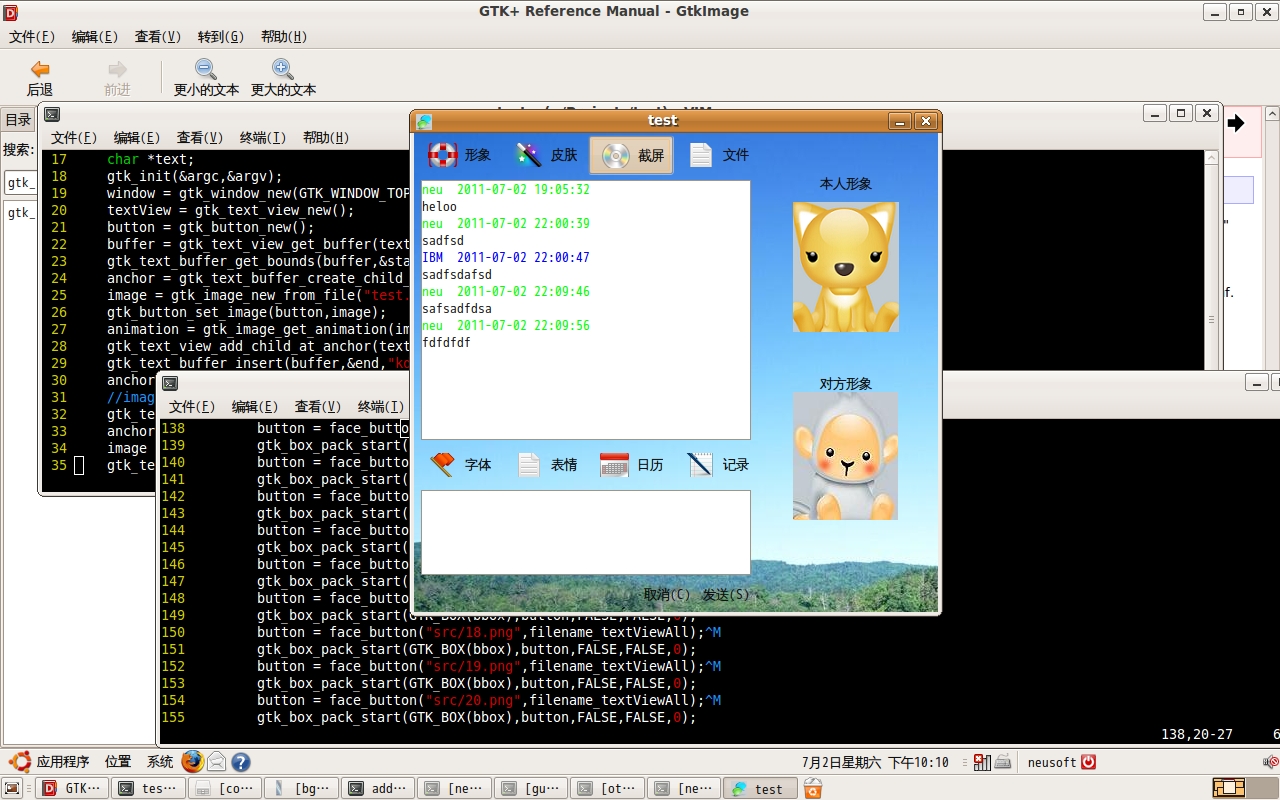 GTK+ Reference Manual - GtkImage
文件(F) 编辑(E) 查看(V) 转到(G) 帮助(H)
后退 前进 更小的文本 更大的文本
目录
搜索:
gtk_
gtk_
文件(F) 编辑(E) 查看(V) 终端(I) 帮助(H)
17 char *text;
18 gtk_init(&argc,&argv);
19 window = gtk_window_new(GTK_WINDOW_TOP
20 textView = gtk_text_view_new();
21 button = gtk_button_new();
22 buffer = gtk_text_view_get_buffer(text
23 gtk_text_buffer_get_bounds(buffer,&sta
24 anchor = gtk_text_buffer_create_child_
25 image = gtk_image_new_from_file("test.
26 gtk_button_set_image(button,image);
27 animation = gtk_image_get_animation(im
28 gtk_text_view_add_child_at_anchor(text
29 gtk_text_buffer_insert(buffer,&end,"ko
30 anchor
31 //imag
32 gtk_te
33 anchor
34 image
35 gtk_te
f.
test
形象 皮肤 截屏 文件
neu 2011-07-02 19:05:32
heloo
neu 2011-07-02 22:00:39
sadfsd
IBM 2011-07-02 22:00:47
sadfsdafsd
neu 2011-07-02 22:09:46
safsadfdsa
neu 2011-07-02 22:09:56
fdfdfdf
字体 表情 日历 记录
取消(C) 发送(S)
本人形象
对方形象
文件(F) 编辑(E) 查看(V) 终端(I)
138 button = face_butto
139 gtk_box_pack_start(
140 button = face_butto
141 gtk_box_pack_start(
142 button = face_butto
143 gtk_box_pack_start(
144 button = face_butto
145 gtk_box_pack_start(
146 button = face_butto
147 gtk_box_pack_start(
148 button = face_butto
149 gtk_box_pack_start(GTK_BOX(bbox),button,FALSE,FALSE,0);
150 button = face_button("src/18.png",filename_textViewAll);^M
151 gtk_box_pack_start(GTK_BOX(bbox),button,FALSE,FALSE,0);
152 button = face_button("src/19.png",filename_textViewAll);^M
153 gtk_box_pack_start(GTK_BOX(bbox),button,FALSE,FALSE,0);
154 button = face_button("src/20.png",filename_textViewAll);^M
155 gtk_box_pack_start(GTK_BOX(bbox),button,FALSE,FALSE,0);
138,20-27 6
应用程序 位置 系统 7月2日星期六 下午10:10 neusoft
GTK… tes… [co… [bg… add… [ne… [gu… [ot… [ne… test